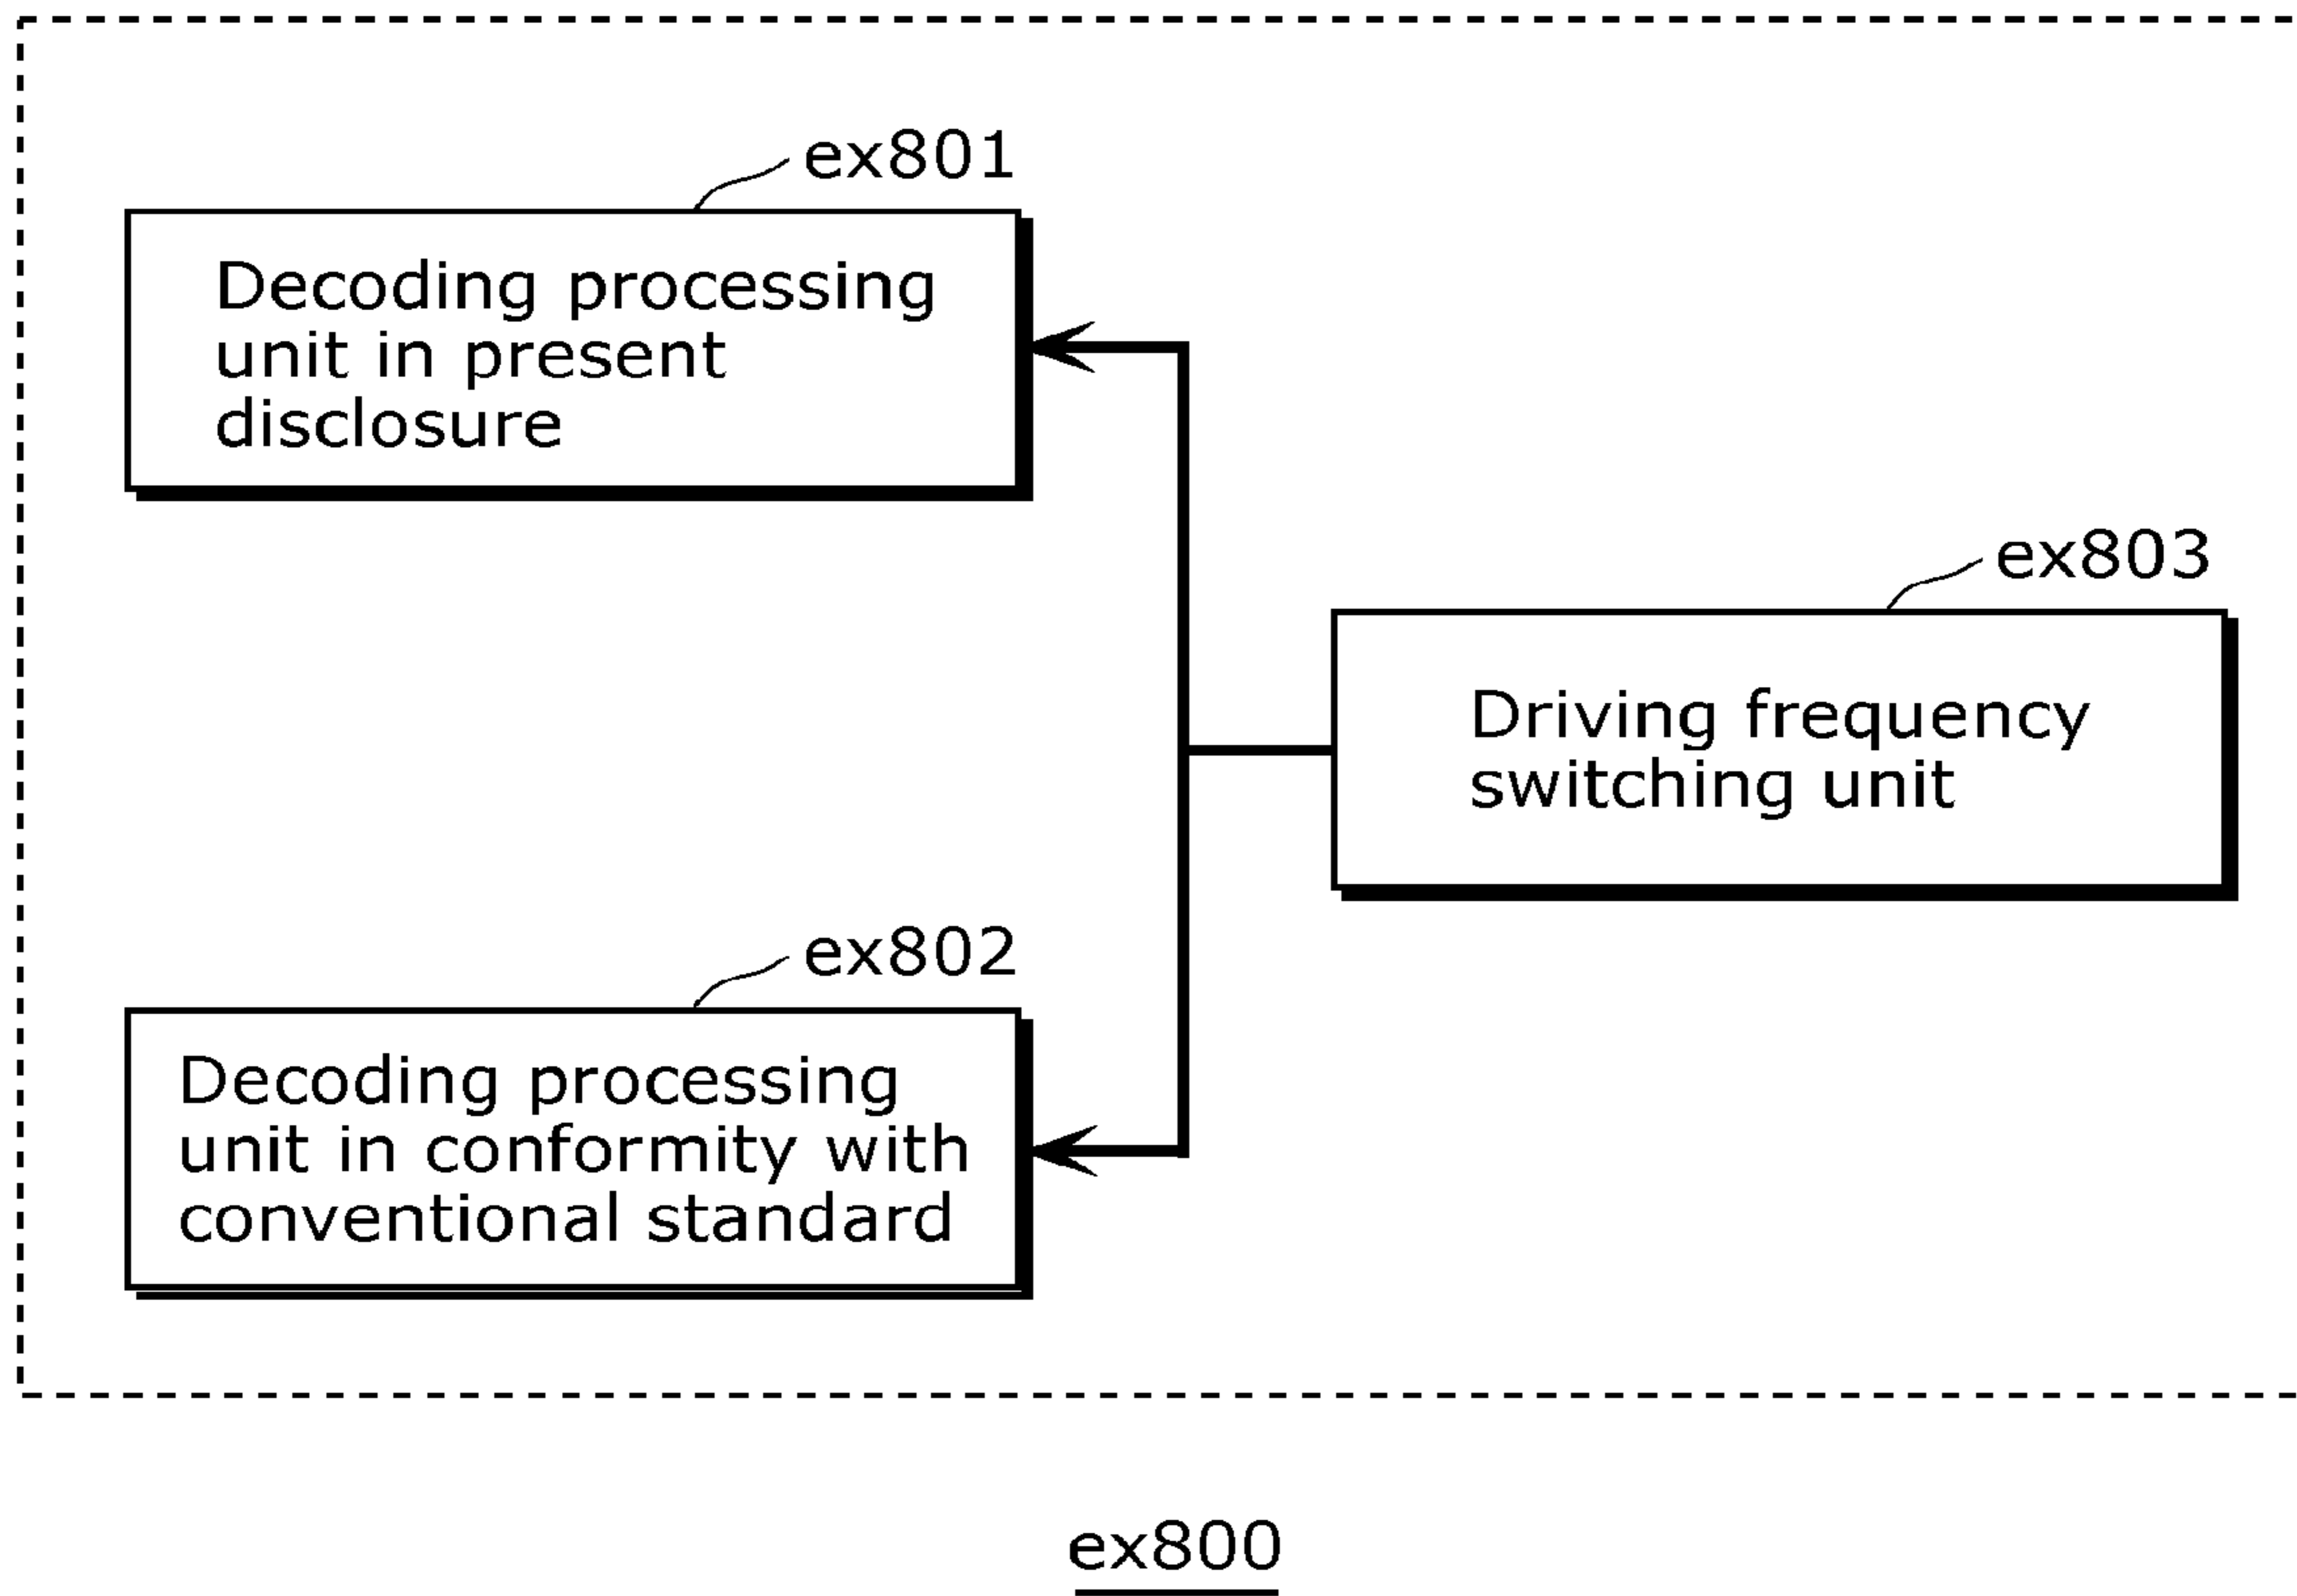 ex801
Decoding processing
unit in present
disclosure
ex803
Driving frequency
switching unit
ex802
Decoding processing
unit in conformity with
conventional standard
ex800